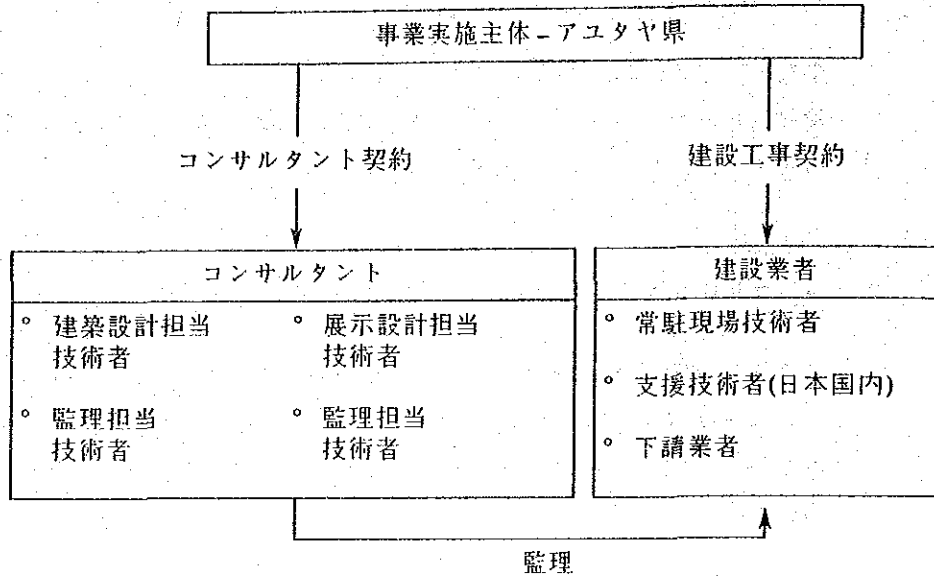 事業実施主体－アユタヤ県
コンサルタント契約
建設工事契約
コンサルタント
° 建築設計担当
技術者
° 展示設計担当
技術者
° 監理担当
技術者
° 監理担当
技術者
建設業者
° 常駐現場技術者
° 支援技術者(日本国内)
° 下請業者
監理